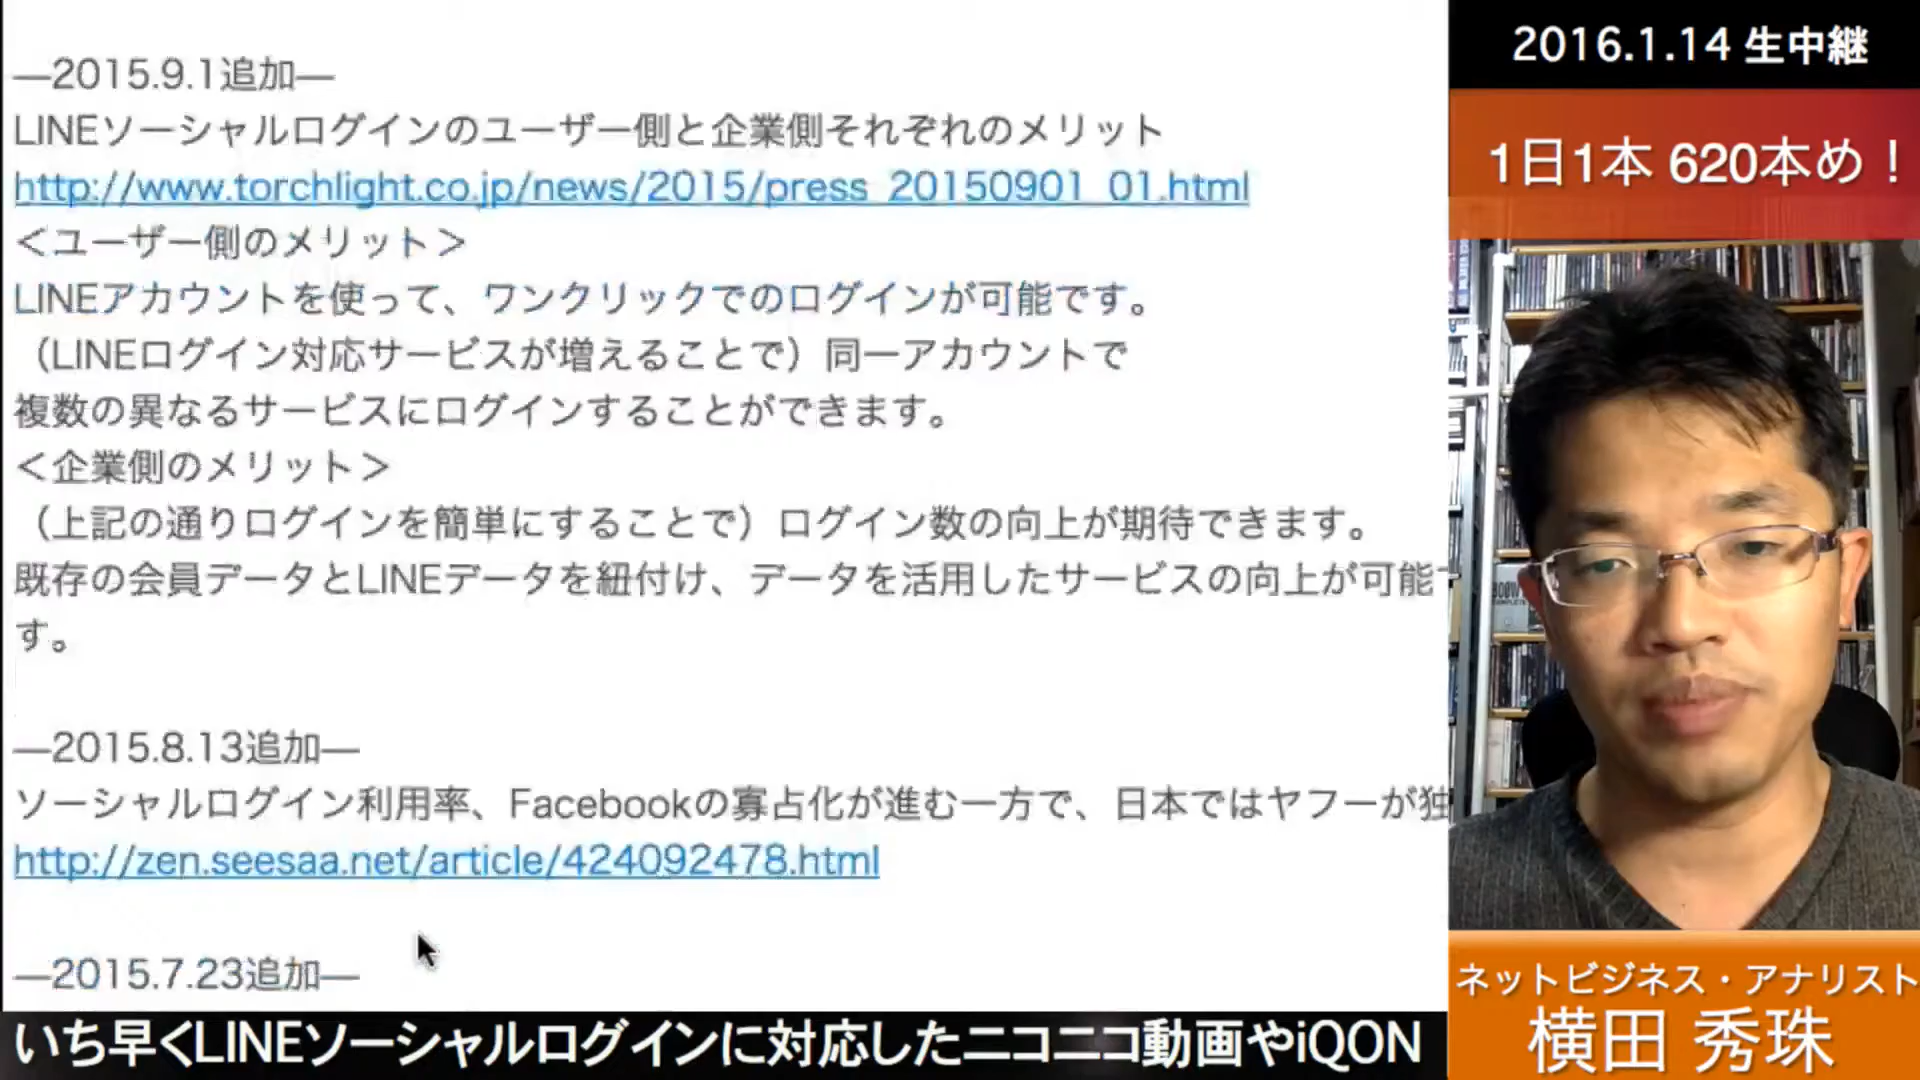 ―2015.9.1追加―
LINEソーシャルログインのユーザー側と企業側それぞれのメリット
http://www.torchlight.co.jp/news/2015/press_20150901_01.html
＜ユーザー側のメリット＞
LINEアカウントを使って、ワンクリックでのログインが可能です。
（LINEログイン対応サービスが増えることで）同一アカウントで
複数の異なるサービスにログインすることができます。
＜企業側のメリット＞
（上記の通りログインを簡単にすることで）ログイン数の向上が期待できます。
既存の会員データとLINEデータを紐付け、データを活用したサービスの向上が可能で
す。
―2015.8.13追加―
ソーシャルログイン利用率、Facebookの寡占化が進む一方で、日本ではヤフーが独
http://zen.seesaa.net/article/424092478.html
―2015.7.23追加―
いち早くLINEソーシャルログインに対応したニコニコ動画やiQON
2016.1.14 生中継
1日1本 620本め！
ネットビジネス・アナリスト
横田 秀珠